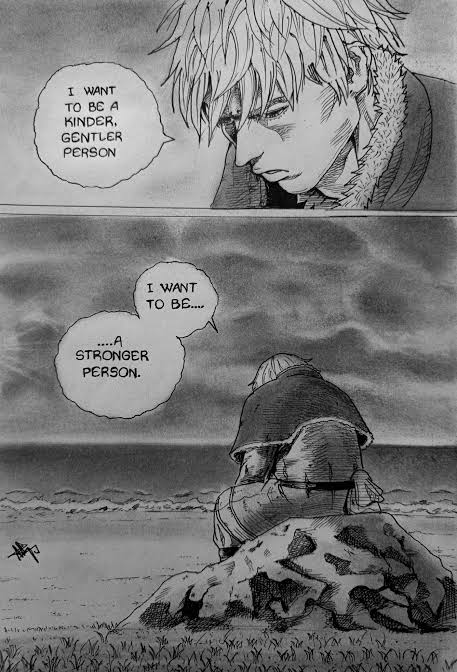 I WANT
TO BE A
KINDER,
GENTLER
PERSON
I WANT
TO BE....
....A
STRONGER
PERSON.